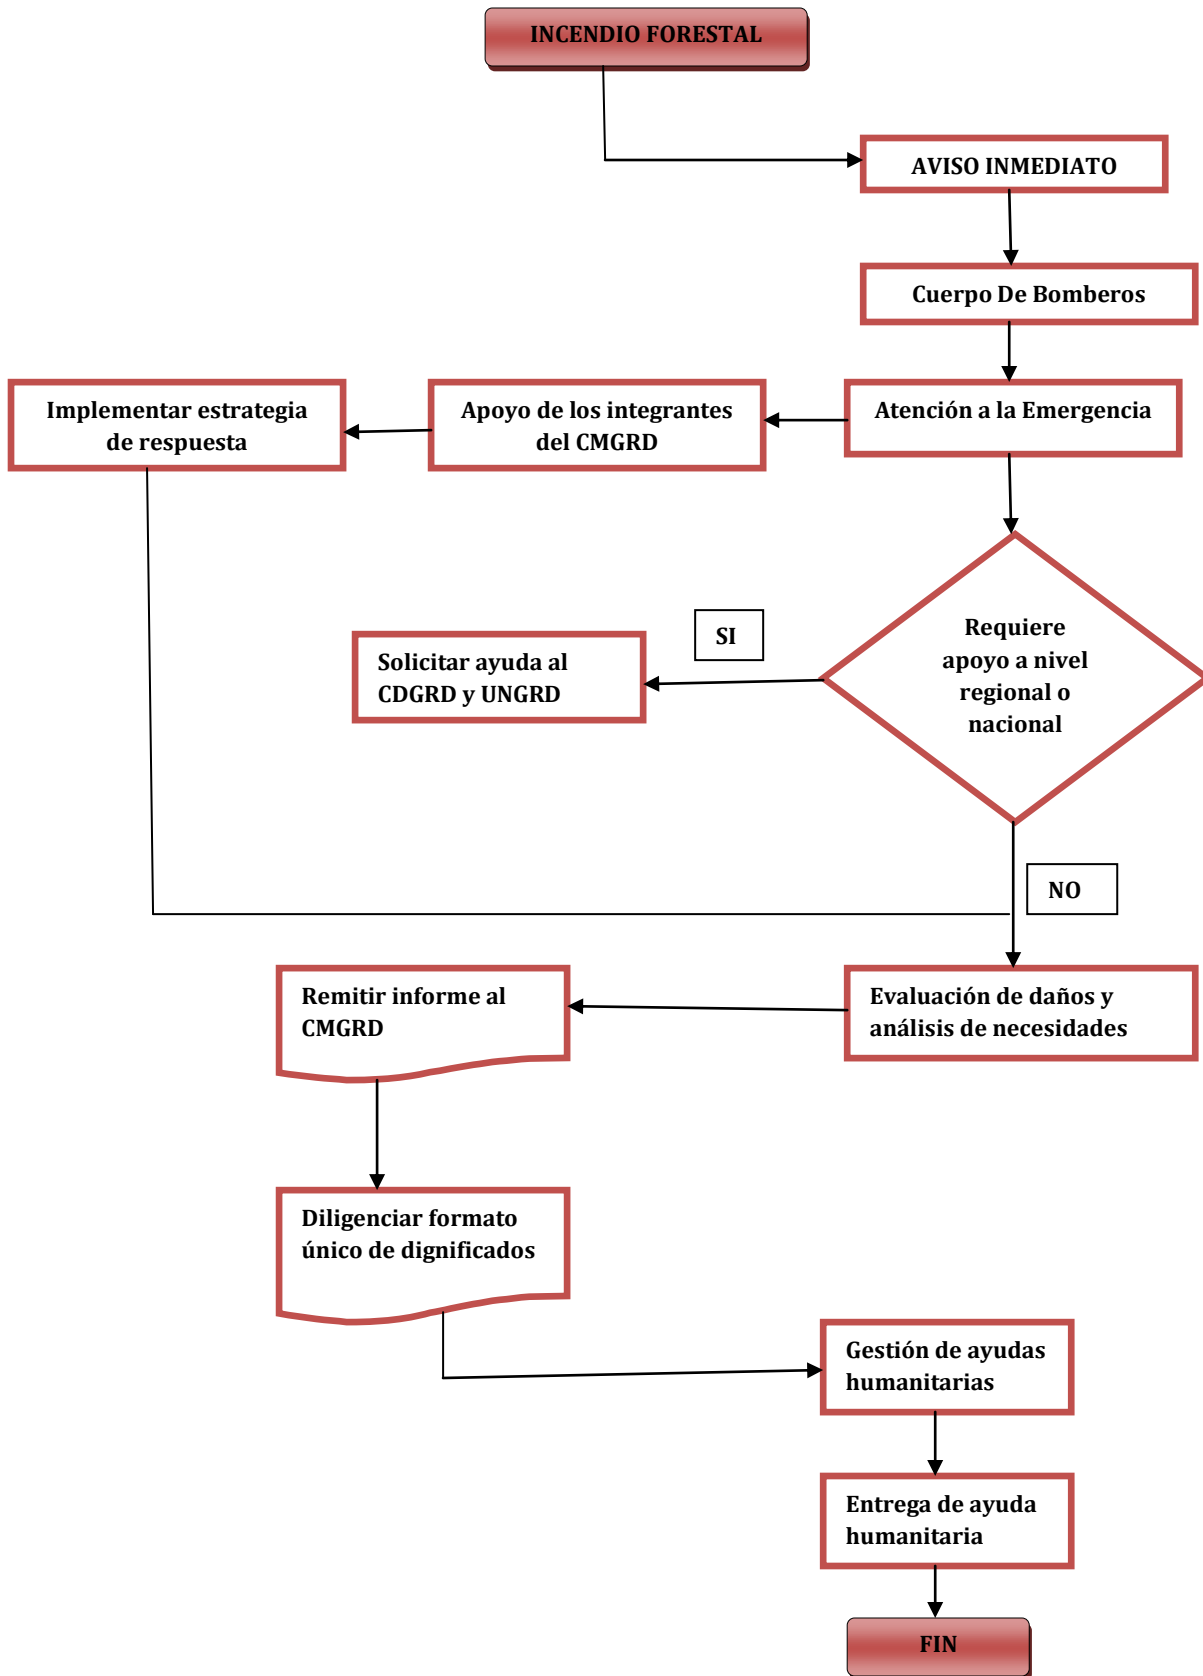 INCENDIO FORESTAL
AVISO INMEDIATO
Cuerpo De Bomberos
Implementar estrategia
de respuesta
Apoyo de los integrantes
del CMGRD
Atención a la Emergencia
Requiere
apoyo a nivel
regional o
nacional
SI
Solicitar ayuda al
CDGRD y UNGRD
NO
Remitir informe al
CMGRD
Evaluación de daños y
análisis de necesidades
Diligenciar formato
único de dignificados
Gestión de ayudas
humanitarias
Entrega de ayuda
humanitaria
FIN